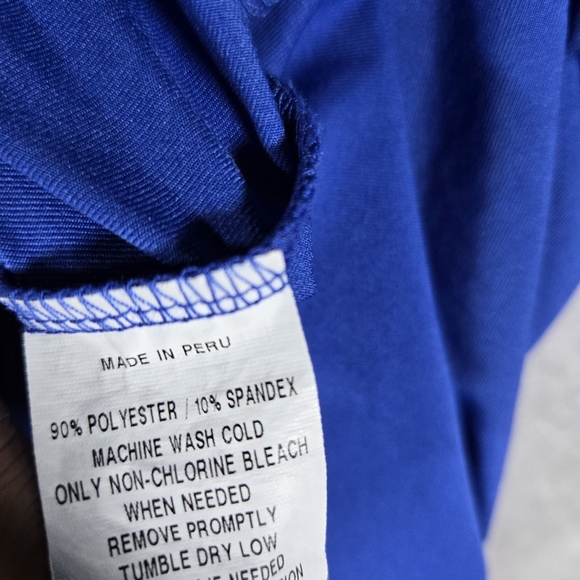 MADE IN PERU
90% POLYESTER / 10% SPANDEX
MACHINE WASH COLD
ONLY NON-CHLORINE BLEACH
WHEN NEEDED
REMOVE PROMPTLY
TUMBLE DRY LOW
NEEDED